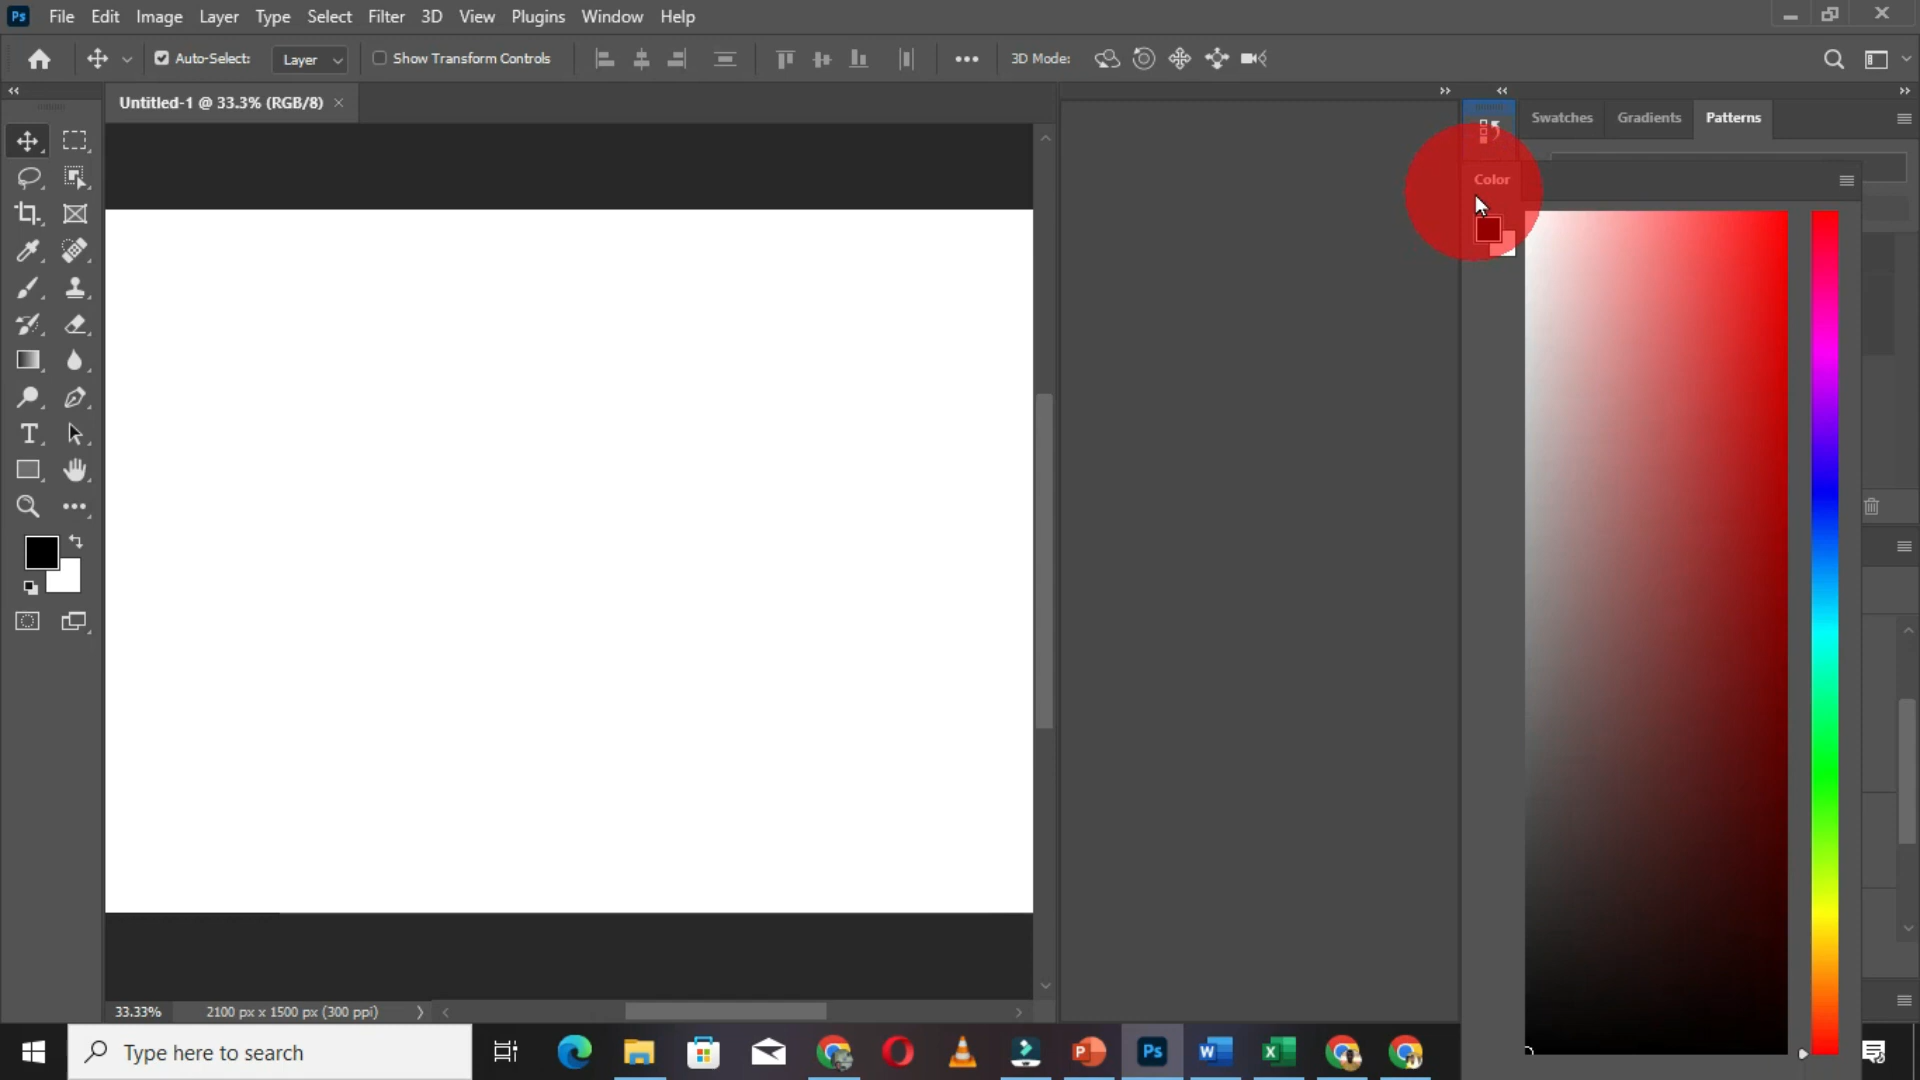 Ps File Edit Image Layer Type Select Filter 3D View Plugins Window Help
Auto-Select: Layer Show Transform Controls 3D Mode:
Untitled-1 @ 33.3% (RGB/8)
Swatches Gradients Patterns
Color
T
33.33% 2100 px x 1500 px (300 ppi)
Type here to search
P Ps W X